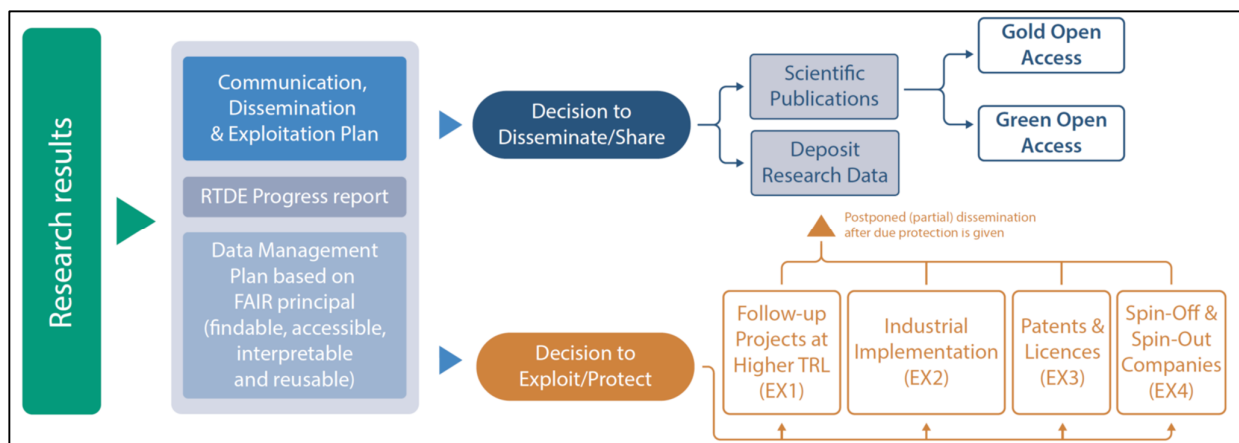 Research results
Communication,
Dissemination
& Exploitation Plan
RTDE Progress report
Data Management
Plan based on
FAIR principal
(findable, accessible,
interpretable
and reusable)
Decision to
Disseminate/Share
Scientific
Publications
Deposit
Research Data
Gold Open
Access
Green Open
Access
Decision to
Exploit/Protect
Postponed (partial) dissemination
after due protection is given
Follow-up
Projects at
Higher TRL
(EX1)
Industrial
Implementation
(EX2)
Patents &
Licences
(EX3)
Spin-Off &
Spin-Out
Companies
(EX4)